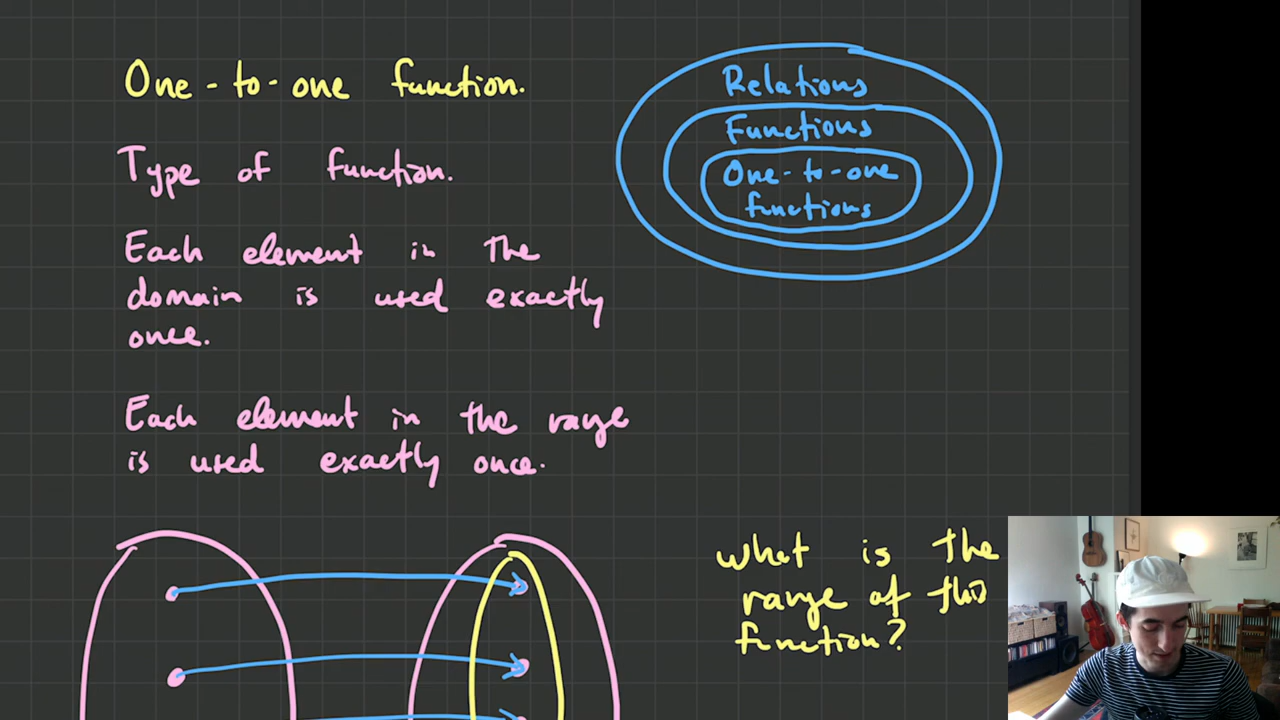 One-to-one function.
Type of function.
Each element in the
domain is used exactly
once.
Each element in the range
is used exactly once.
Relations
Functions
One-to-one
functions
What is the
range of this
function?